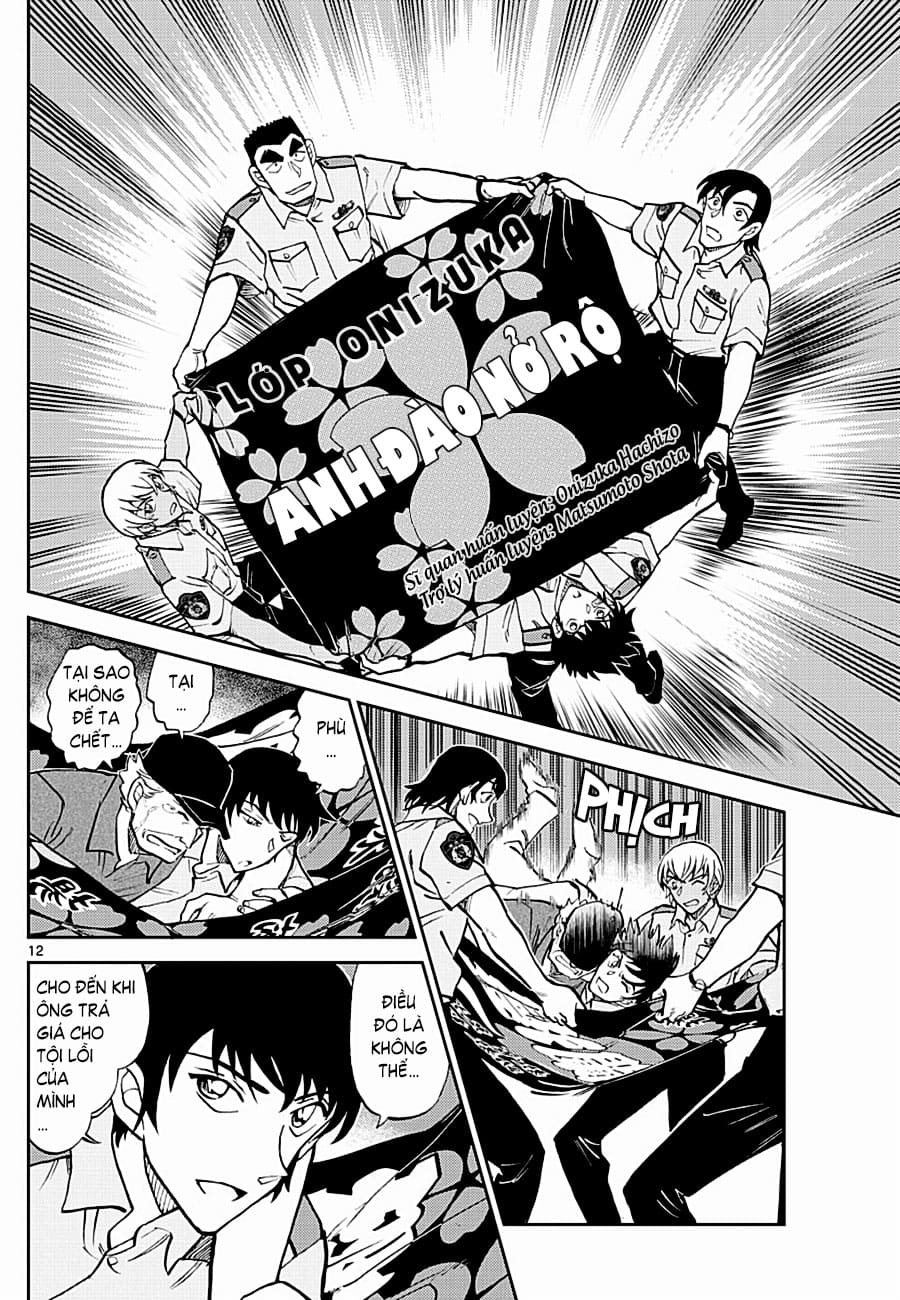 LỚP ONIZUKA
ANH ĐÀO NỞ RỘ
Sĩ quan huấn luyện: Onizuka Hachizo
Trợ lý huấn luyện: Matsumoto Shota
PHỊCH
PHÙ
...
TẠI
...
TẠI SAO
KHÔNG
ĐỂ TA
CHẾT...
12
ĐIỀU
ĐÓ LÀ
KHÔNG
THỂ...
CHO ĐẾN KHI
ÔNG TRẢ
GIÁ CHO
TỘI LỖI
CỦA
MÌNH
...